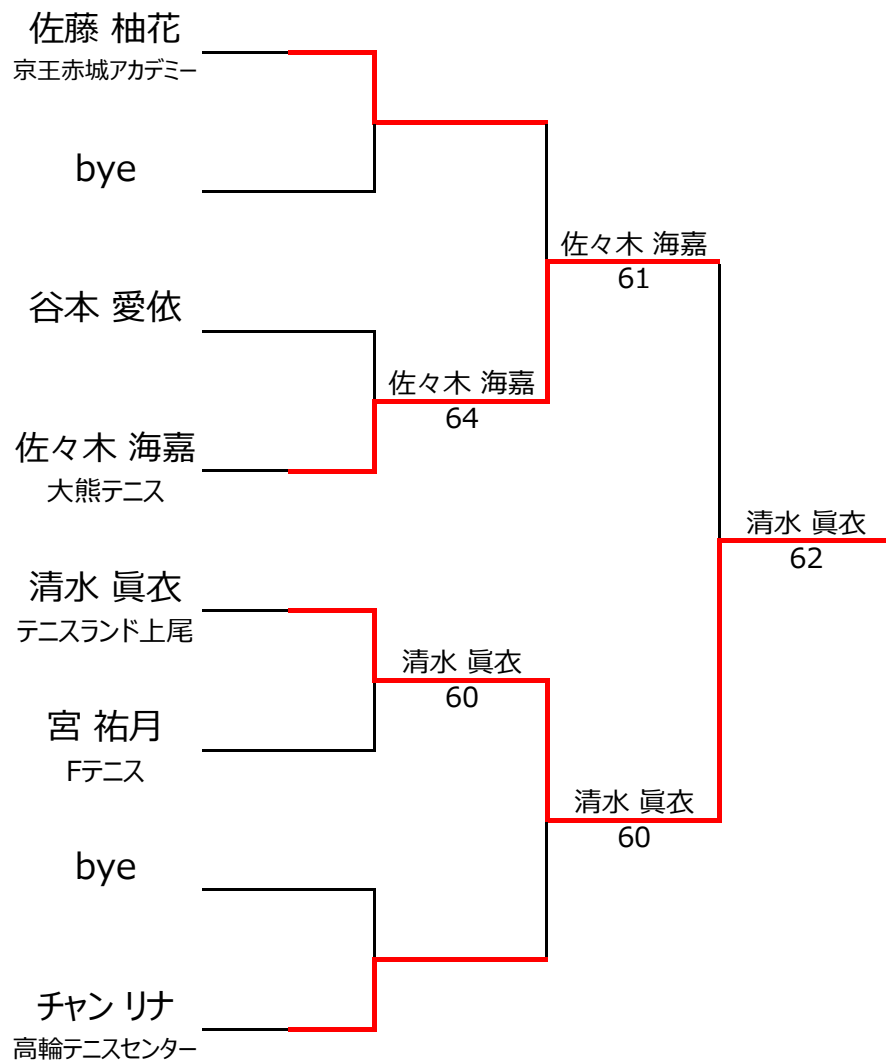 佐藤 柚花
京王赤城アカデミー
bye
谷本 愛依
佐々木 海嘉
大熊テニス
清水 眞衣
テニスランド上尾
宮 祐月
Fテニス
bye
チャン リナ
高輪テニスセンター
佐々木 海嘉
64
清水 眞衣
60
佐々木 海嘉
61
清水 眞衣
60
清水 眞衣
62